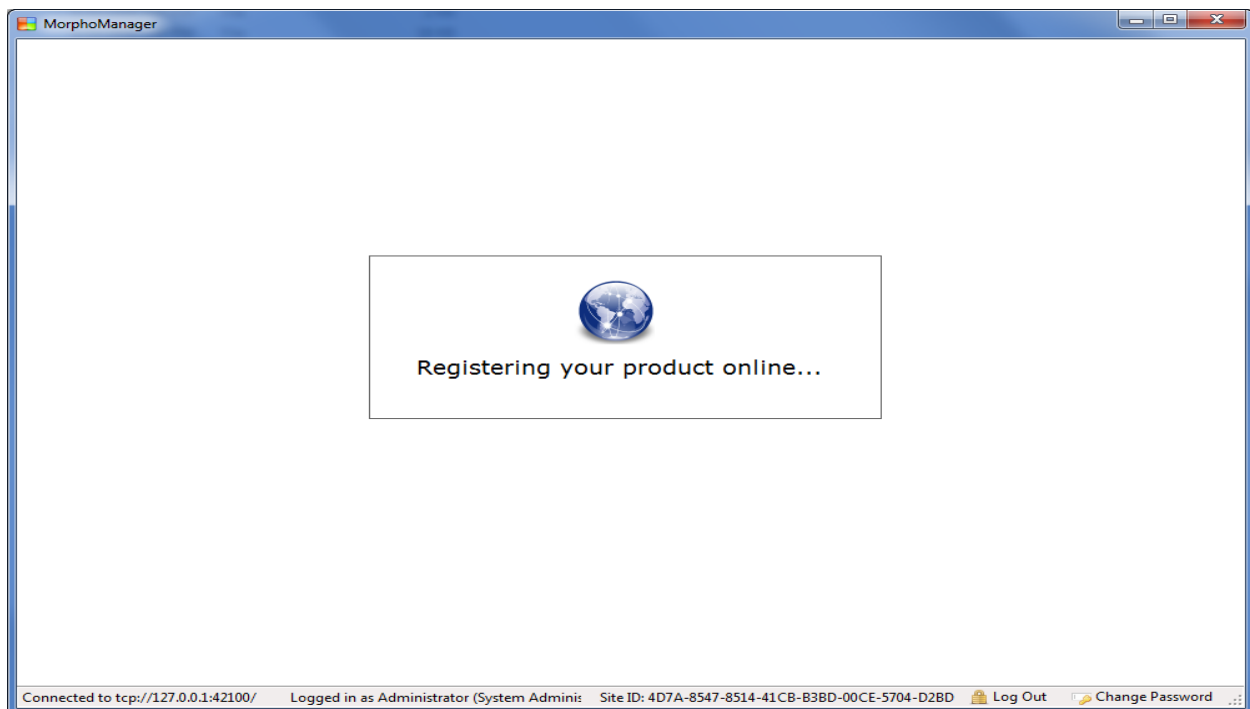 MorphoManager
Registering your product online...
Connected to tcp://127.0.0.1:42100/ Logged in as Administrator (System Adminis Site ID: 4D7A-8547-8514-41CB-B3BD-00CE-5704-D2BD Log Out Change Password